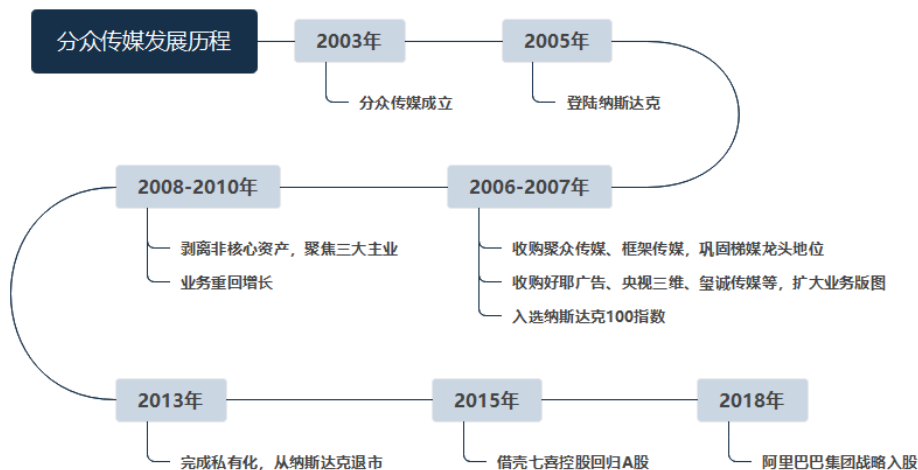 分众传媒发展历程
2003年
分众传媒成立
2005年
登陆纳斯达克
2006-2007年
收购聚众传媒、框架传媒，巩固梯媒龙头地位
收购好耶广告、央视三维、玺诚传媒等，扩大业务版图
入选纳斯达克100指数
2008-2010年
剥离非核心资产，聚焦三大主业
业务重回增长
2013年
完成私有化，从纳斯达克退市
2015年
借壳七喜控股回归A股
2018年
阿里巴巴集团战略入股